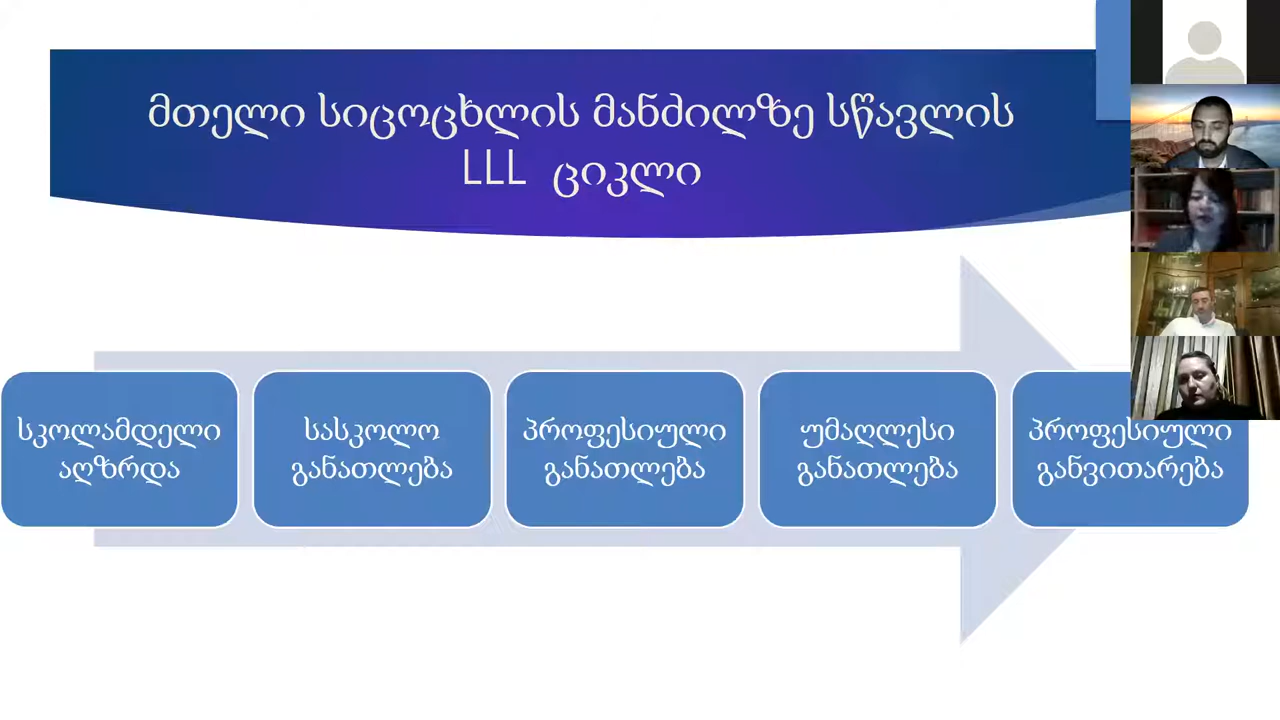 მთელი სიცოცხლის მანძილზე სწავლის
LLL ციკლი
სკოლამდელი
აღზრდა
სასკოლო
განათლება
პროფესიული
განათლება
უმაღლესი
განათლება
პროფესიული
განვითარება